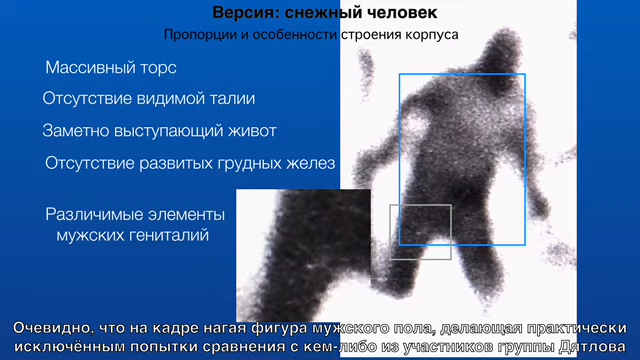 Версия: снежный человек
Пропорции и особенности строения корпуса
Массивный торс
Отсутствие видимой талии
Заметно выступающий живот
Отсутствие развитых грудных желез
Различимые элементы
мужских гениталий
Очевидно, что на кадре нагая фигура мужского пола, делающая практически
исключённым попытки сравнения с кем-либо из участников группы Дятлова